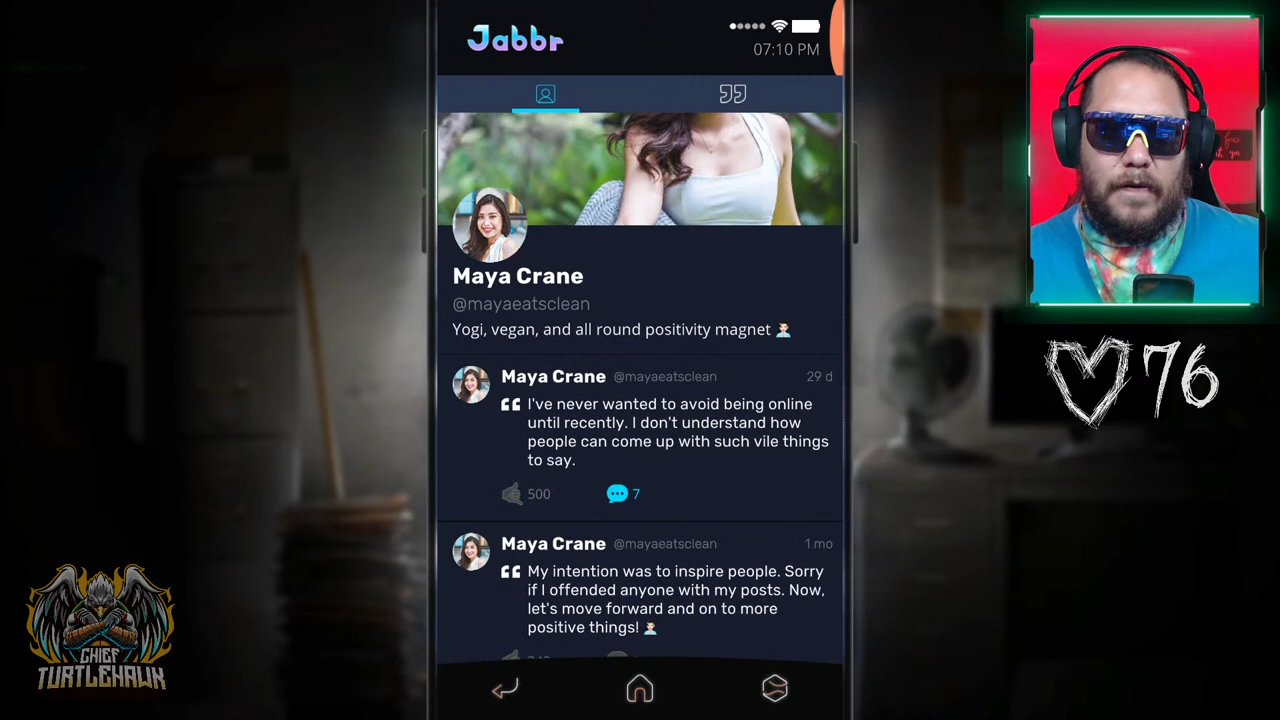 Jabbr
07:10 PM
Maya Crane
@mayaeatsclean
Yogi, vegan, and all round positivity magnet
Maya Crane @mayaeatsclean 29 d
I've never wanted to avoid being online
until recently. I don't understand how
people can come up with such vile things
to say.
500 7
Maya Crane @mayaeatsclean 1 mo
My intention was to inspire people. Sorry
if I offended anyone with my posts. Now,
let's move forward and on to more
positive things!
76
CHIEF
TURTLEHAWK